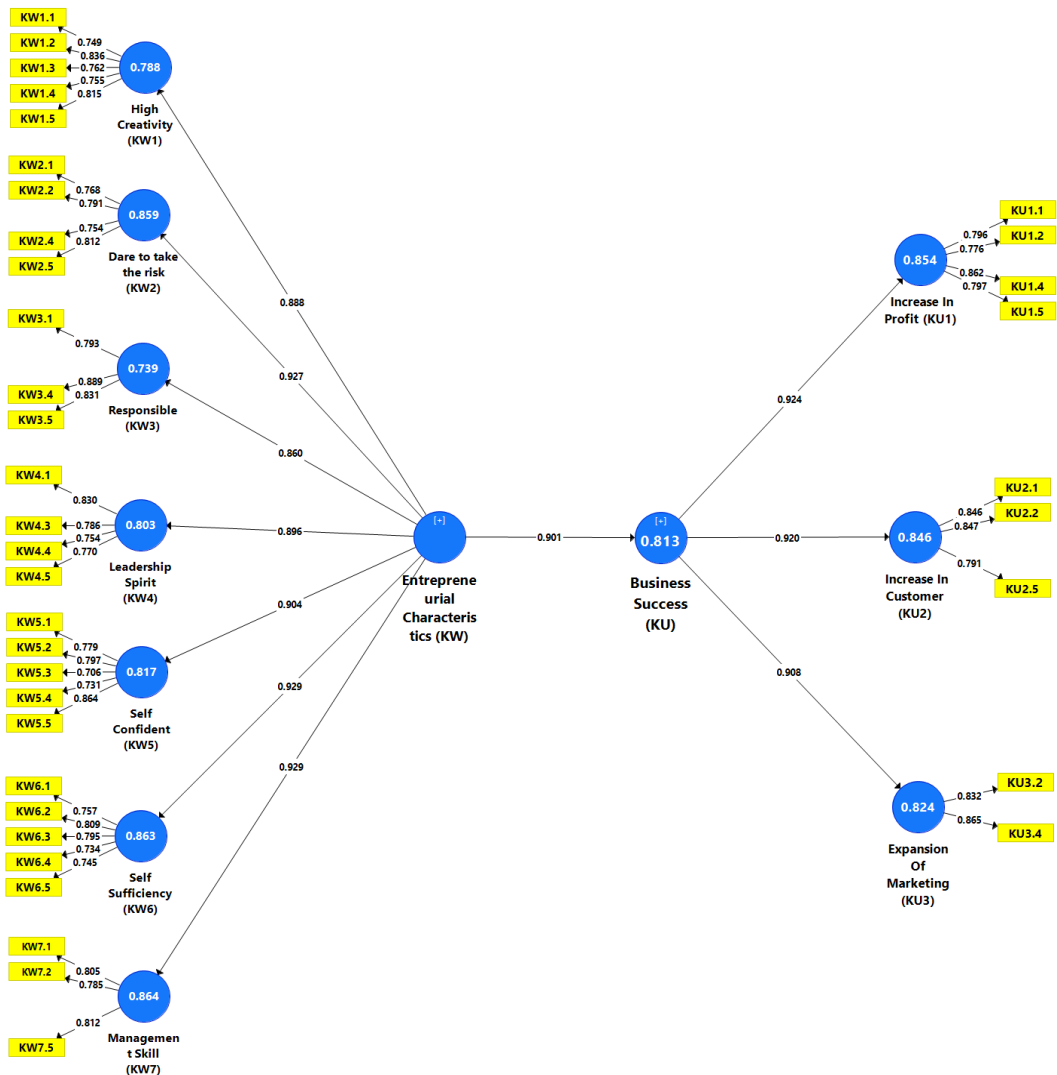 KW1.1
KW1.2
KW1.3
KW1.4
KW1.5
0.749
0.836
0.762
0.755
0.815
0.788
High
Creativity
(KW1)
KW2.1
KW2.2
KW2.4
KW2.5
0.768
0.791
0.754
0.812
0.859
Dare to take
the risk
(KW2)
KW3.1
KW3.4
KW3.5
0.793
0.889
0.831
0.739
Responsible
(KW3)
KW4.1
KW4.3
KW4.4
KW4.5
0.830
0.786
0.754
0.770
0.803
Leadership
Spirit
(KW4)
KW5.1
KW5.2
KW5.3
KW5.4
KW5.5
0.779
0.797
0.706
0.731
0.864
0.817
Self
Confident
(KW5)
KW6.1
KW6.2
KW6.3
KW6.4
KW6.5
0.757
0.809
0.795
0.734
0.745
0.863
Self
Sufficiency
(KW6)
KW7.1
KW7.2
KW7.5
0.805
0.785
0.812
0.864
Managemen
t Skill
(KW7)
0.888
0.927
0.860
0.896
0.904
0.929
0.929
[+]
Entreprene
urial
Characteris
tics (KW)
0.901
[+]
0.813
Business
Success
(KU)
0.924
0.920
0.908
0.854
Increase In
Profit (KU1)
0.796
0.776
0.862
0.797
KU1.1
KU1.2
KU1.4
KU1.5
0.846
Increase In
Customer
(KU2)
0.846
0.847
0.791
KU2.1
KU2.2
KU2.5
0.824
Expansion
Of
Marketing
(KU3)
0.832
0.865
KU3.2
KU3.4